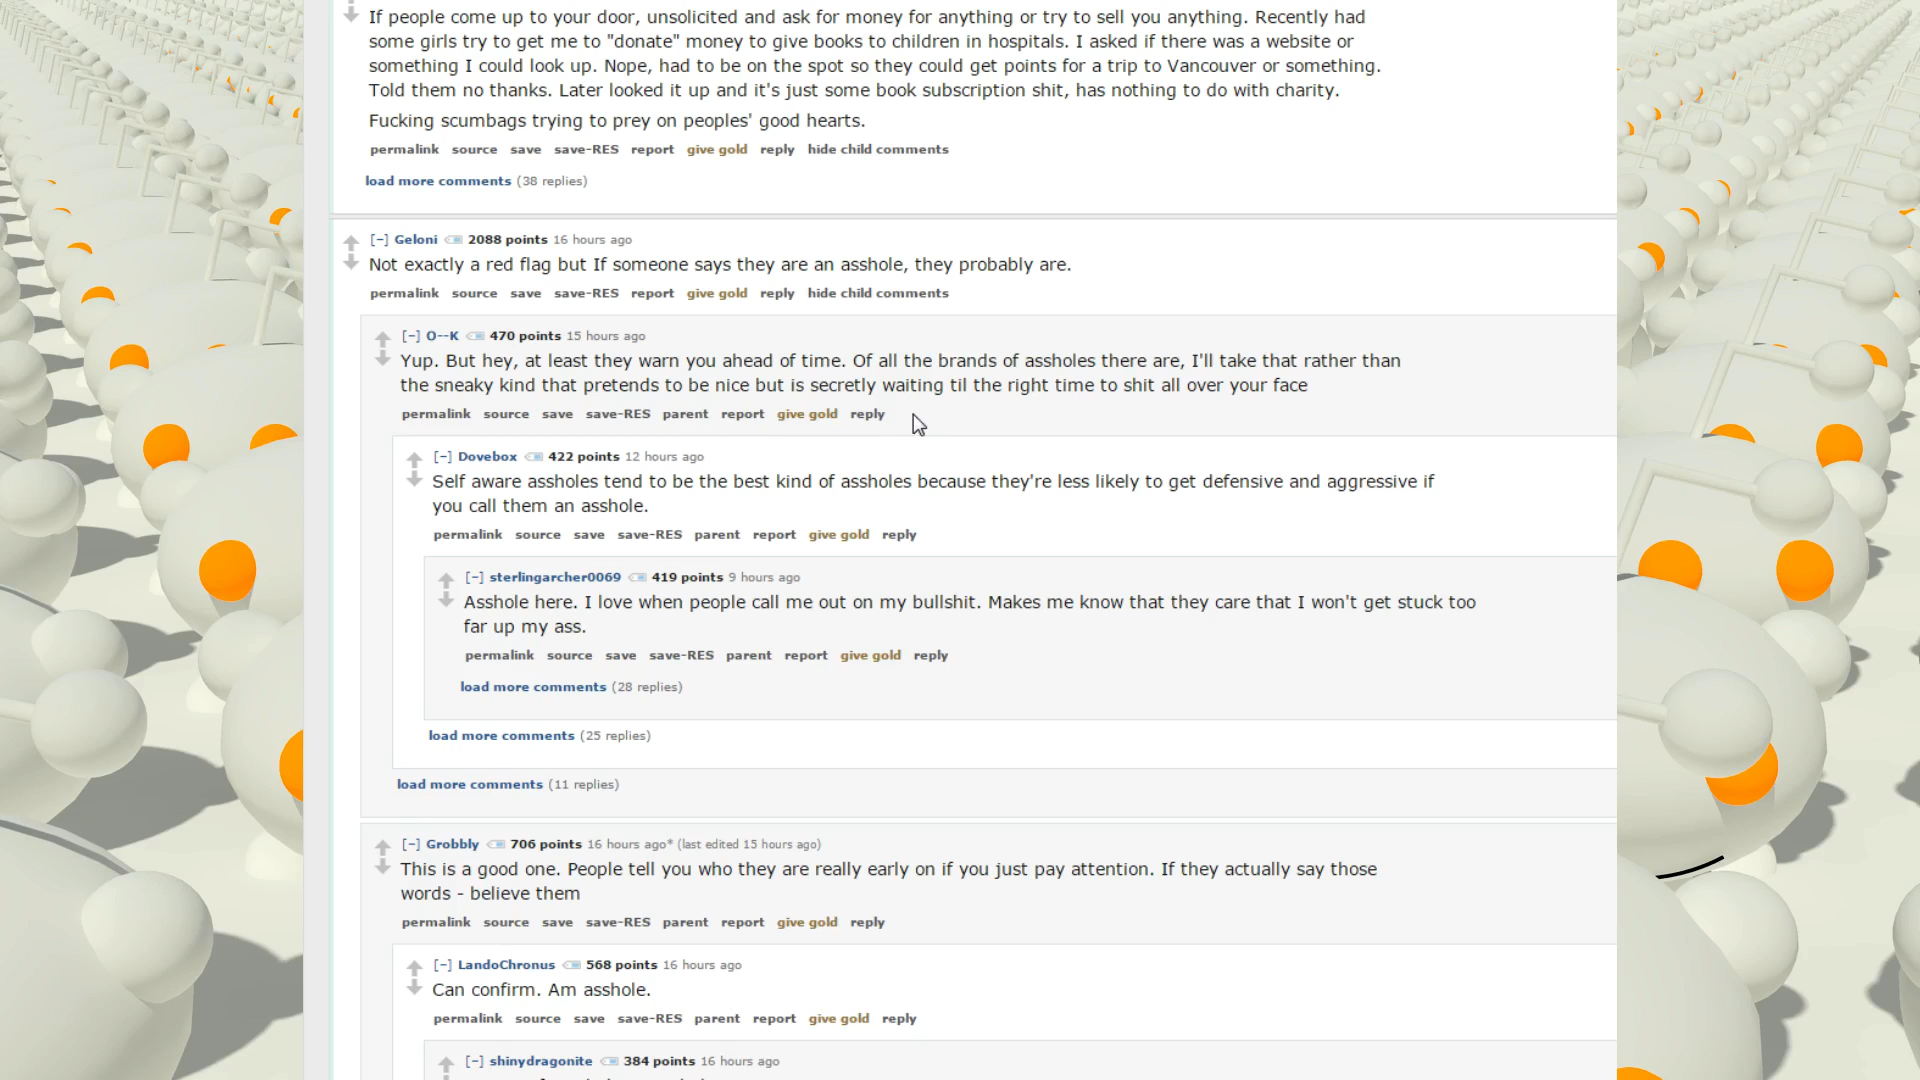 If people come up to your door, unsolicited and ask for money for anything or try to sell you anything. Recently had
some girls try to get me to "donate" money to give books to children in hospitals. I asked if there was a website or
something I could look up. Nope, had to be on the spot so they could get points for a trip to Vancouver or something.
Told them no thanks. Later looked it up and it's just some book subscription shit, has nothing to do with charity.
Fucking scumbags trying to prey on peoples' good hearts.
permalink source save save-RES report give gold reply hide child comments
load more comments (38 replies)
[-] Geloni 2088 points 16 hours ago
Not exactly a red flag but If someone says they are an asshole, they probably are.
permalink source save save-RES report give gold reply hide child comments
[-] O--K 470 points 15 hours ago
Yup. But hey, at least they warn you ahead of time. Of all the brands of assholes there are, I'll take that rather than
the sneaky kind that pretends to be nice but is secretly waiting til the right time to shit all over your face
permalink source save save-RES parent report give gold reply
[-] Dovebox 422 points 12 hours ago
Self aware assholes tend to be the best kind of assholes because they're less likely to get defensive and aggressive if
you call them an asshole.
permalink source save save-RES parent report give gold reply
[-] sterlingarcher0069 419 points 9 hours ago
Asshole here. I love when people call me out on my bullshit. Makes me know that they care that I won't get stuck too
far up my ass.
permalink source save save-RES parent report give gold reply
load more comments (28 replies)
load more comments (25 replies)
load more comments (11 replies)
[-] Grobbly 706 points 16 hours ago* (last edited 15 hours ago)
This is a good one. People tell you who they are really early on if you just pay attention. If they actually say those
words - believe them
permalink source save save-RES parent report give gold reply
[-] LandoChronus 568 points 16 hours ago
Can confirm. Am asshole.
permalink source save save-RES parent report give gold reply
[-] shinydragonite 384 points 16 hours ago